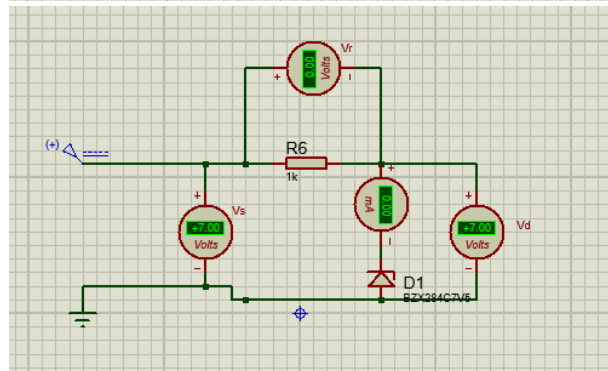 Vr
0.00
Volts
(+)
R6
1k
Vs
+7.00
Volts
0.00
mA
+7.00
Volts
Vd
D1
BZX284C7V5